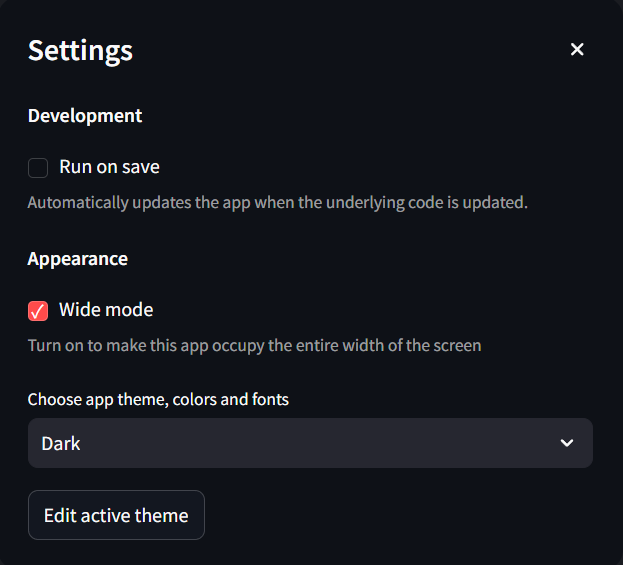 Settings
Development
Run on save
Automatically updates the app when the underlying code is updated.
Appearance
Wide mode
Turn on to make this app occupy the entire width of the screen
Choose app theme, colors and fonts
Dark
Edit active theme